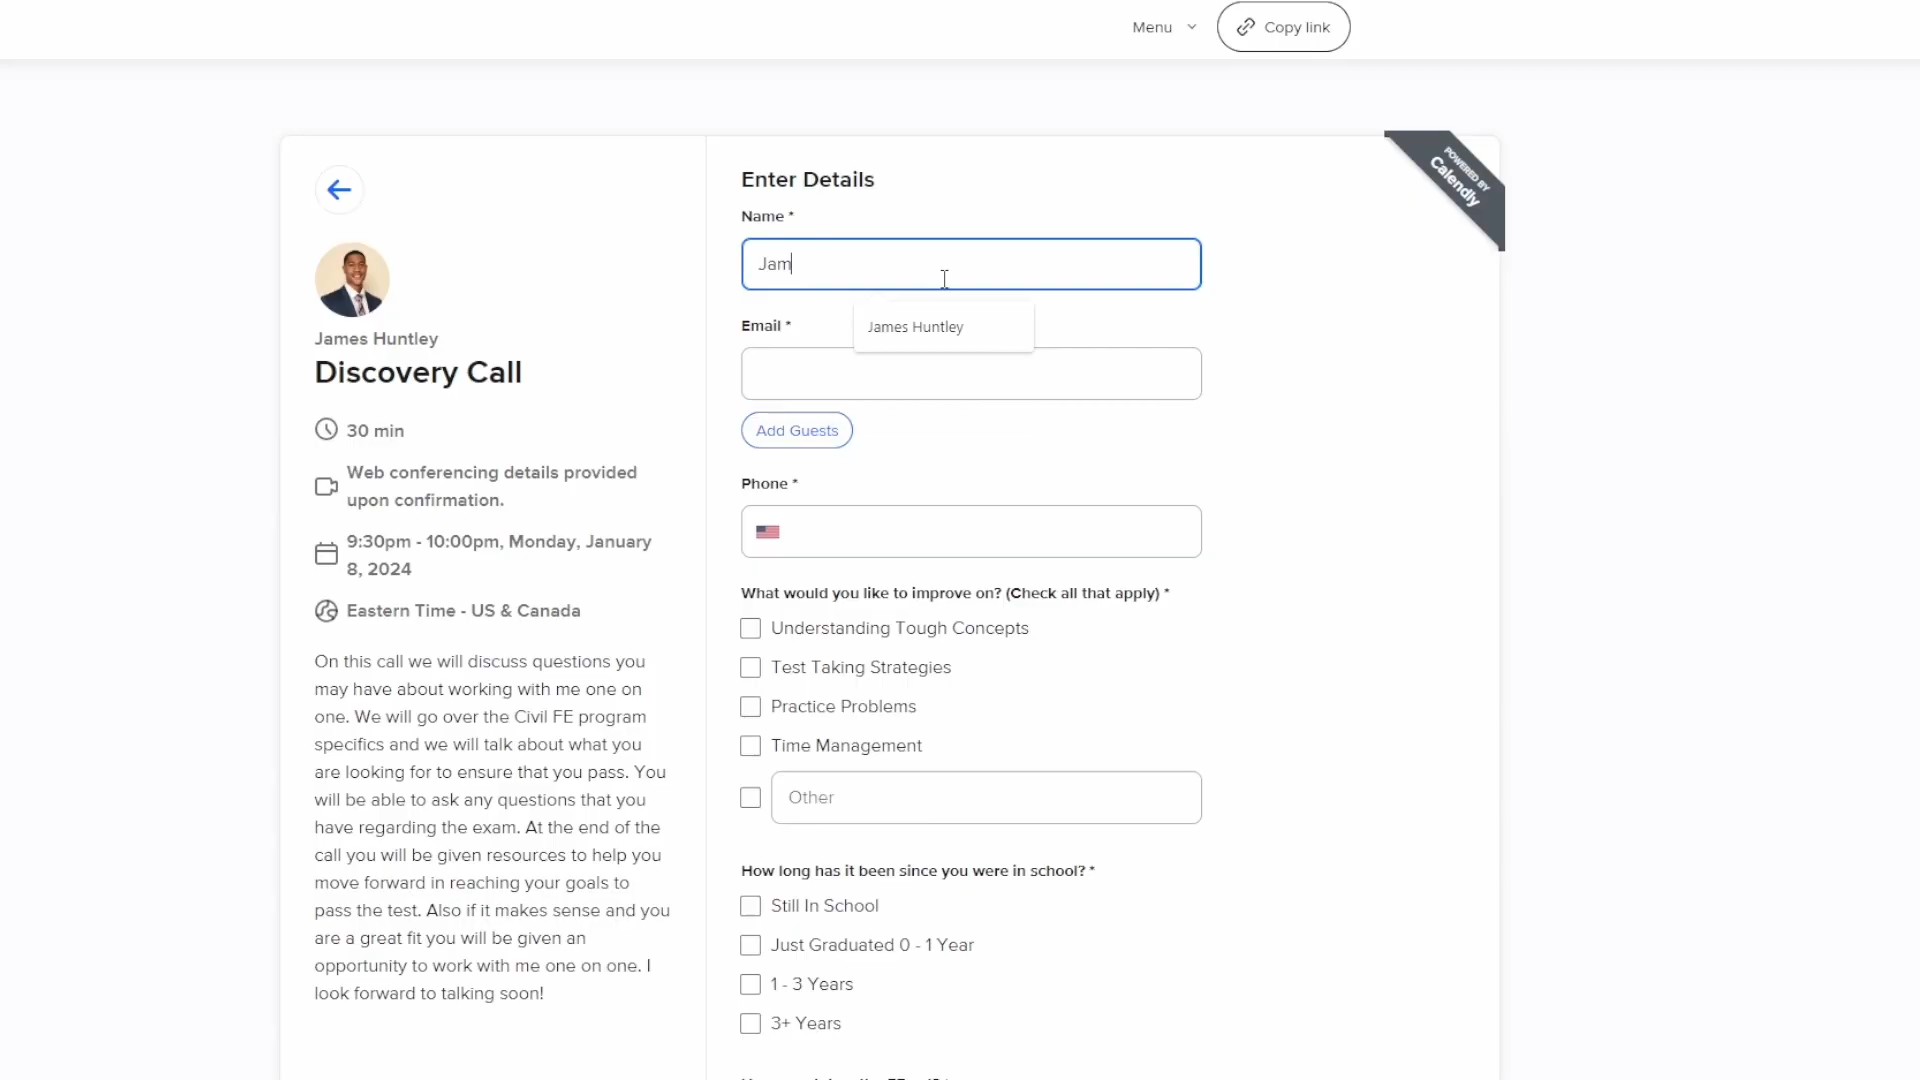 Menu
Copy link
POWERED BY
Calendly
James Huntley
Discovery Call
30 min
Web conferencing details provided
upon confirmation.
9:30pm - 10:00pm, Monday, January
8, 2024
Eastern Time - US & Canada
On this call we will discuss questions you
may have about working with me one on
one. We will go over the Civil FE program
specifics and we will talk about what you
are looking for to ensure that you pass. You
will be able to ask any questions that you
have regarding the exam. At the end of the
call you will be given resources to help you
move forward in reaching your goals to
pass the test. Also if it makes sense and you
are a great fit you will be given an
opportunity to work with me one on one. I
look forward to talking soon!
Enter Details
Name *
Jam
James Huntley
Email *
Add Guests
Phone *
What would you like to improve on? (Check all that apply) *
Understanding Tough Concepts
Test Taking Strategies
Practice Problems
Time Management
Other
How long has it been since you were in school? *
Still In School
Just Graduated 0 - 1 Year
1 - 3 Years
3+ Years